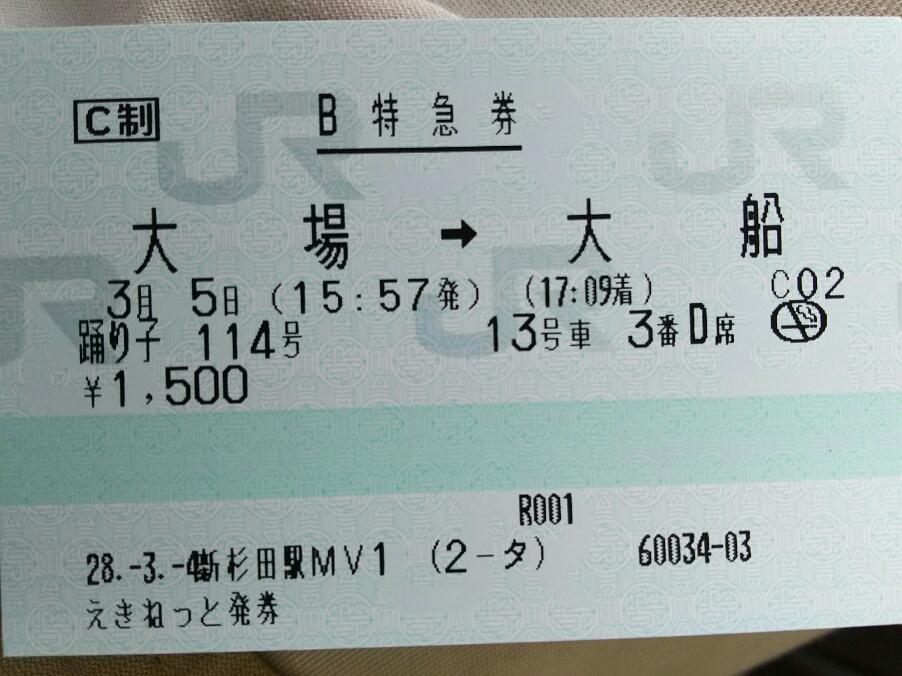 C制 B特急券
大場 → 大船
3月 5日 (15:57発) (17:09着) C02
踊り子 114号 13号車 3番D席
¥1,500
R001
28.-3.-4新杉田駅MV1 (2-タ) 60034-03
えきねっと発券